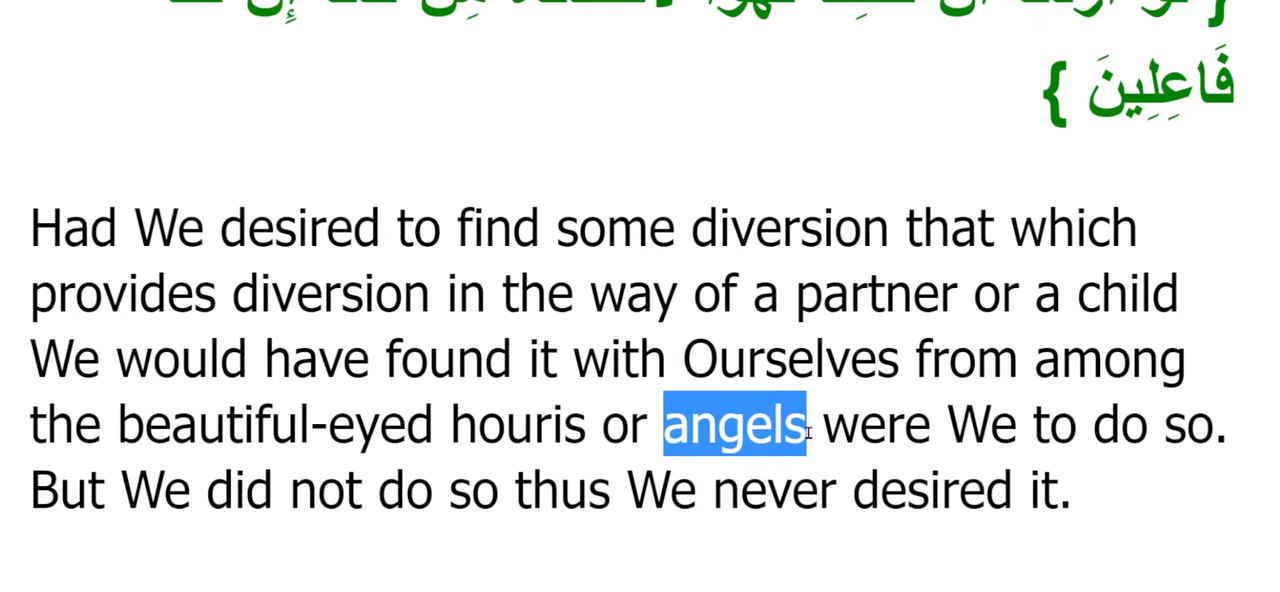 فَاعِلِينَ }
Had We desired to find some diversion that which
provides diversion in the way of a partner or a child
We would have found it with Ourselves from among
the beautiful-eyed houris or angels were We to do so.
But We did not do so thus We never desired it.